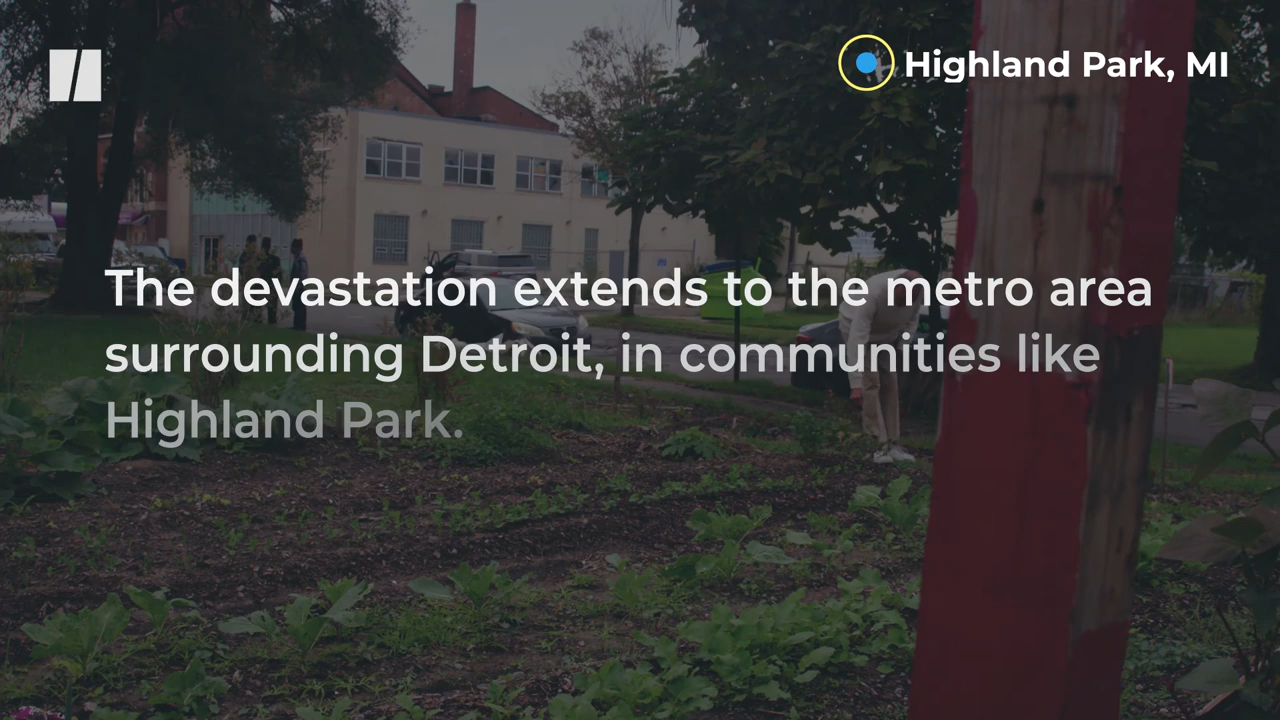 Highland Park, MI
The devastation extends to the metro area
surrounding Detroit, in communities like
Highland Park.